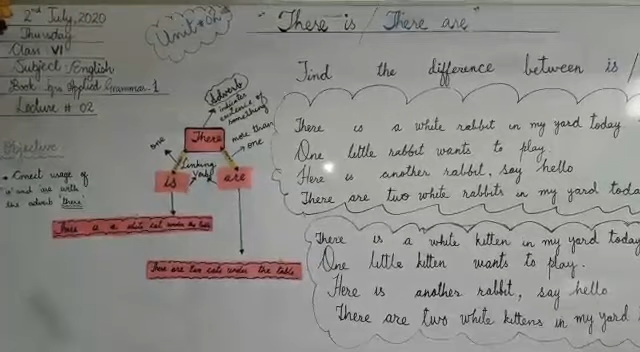 2nd July, 2020
Thursday
Class VI
Subject: English
Book for Applied Grammar 1
Lecture # 02
Unit # 02
"There is / There are"
Find the difference between is /
Objective
• Correct usage of
'is' and 'are' with
the adverb 'there'
Adverb
indicates
existence of
something
There
one
more than
one
Linking
Verb
is
are
There is a white cat under the table
There are two cats under the table
There is a white rabbit in my yard today
One little rabbit wants to play.
Here is another rabbit, say hello
There are two white rabbits in my yard toda
There is a white kitten in my yard today
One little kitten wants to play.
Here is another rabbit, say hello
There are two white kittens in my yard